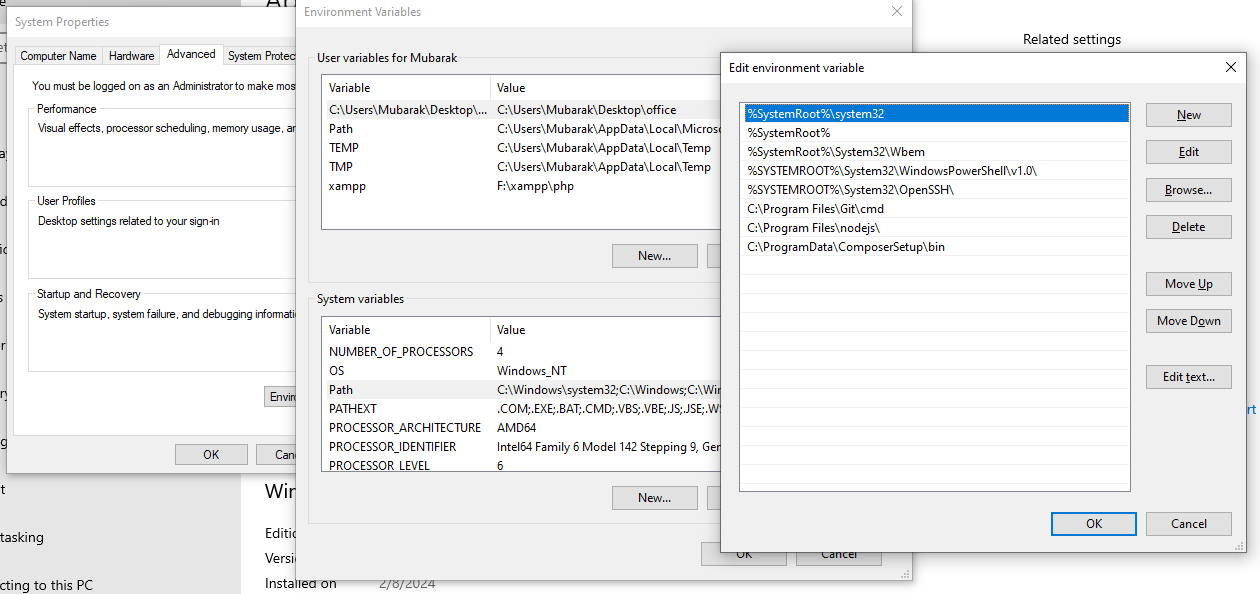 System Properties
Computer Name
Hardware
Advanced
System Protec
You must be logged on as an Administrator to make mos
Performance
Visual effects, processor scheduling, memory usage, an
User Profiles
Desktop settings related to your sign-in
Startup and Recovery
System startup, system failure, and debugging informati
Envir
OK
Can
Environment Variables
User variables for Mubarak
Variable Value
C:\Users\Mubarak\Desktop\... C:\Users\Mubarak\Desktop\office
Path C:\Users\Mubarak\AppData\Local\Microso
TEMP C:\Users\Mubarak\AppData\Local\Temp
TMP C:\Users\Mubarak\AppData\Local\Temp
xampp F:\xampp\php
New...
System variables
Variable Value
NUMBER_OF_PROCESSORS 4
OS Windows_NT
Path C:\Windows\system32;C:\Windows;C:\Win
PATHEXT .COM;.EXE;.BAT;.CMD;.VBS;.VBE;.JS;.JSE;.WS
PROCESSOR_ARCHITECTURE AMD64
PROCESSOR_IDENTIFIER Intel64 Family 6 Model 142 Stepping 9, Gen
PROCESSOR_LEVEL 6
New...
OK
Cancel
Related settings
Edit environment variable
%SystemRoot%\system32
%SystemRoot%
%SystemRoot%\System32\Wbem
%SYSTEMROOT%\System32\WindowsPowerShell\v1.0\
%SYSTEMROOT%\System32\OpenSSH\
C:\Program Files\Git\cmd
C:\Program Files\nodejs\
C:\ProgramData\ComposerSetup\bin
New
Edit
Browse...
Delete
Move Up
Move Down
Edit text...
OK
Cancel
tasking
cting to this PC
Win
Editio
Versi
Installed on 2/8/2024